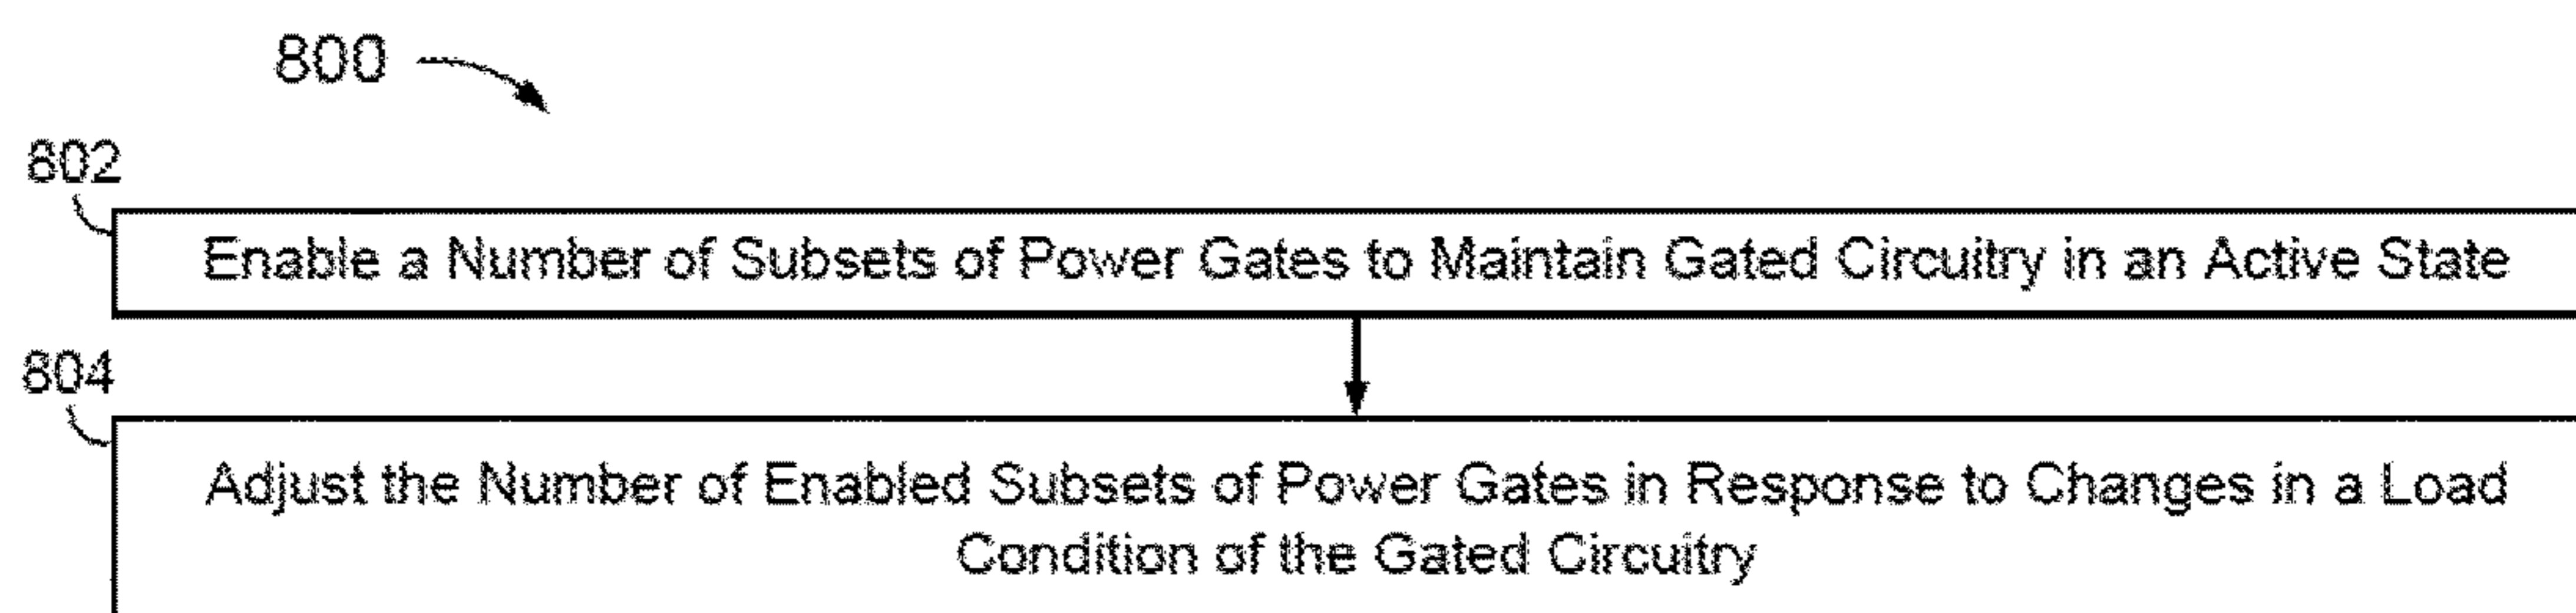 800
802
Enable a Number of Subsets of Power Gates to Maintain Gated Circuitry in an Active State
804
Adjust the Number of Enabled Subsets of Power Gates in Response to Changes in a Load
Condition of the Gated Circuitry